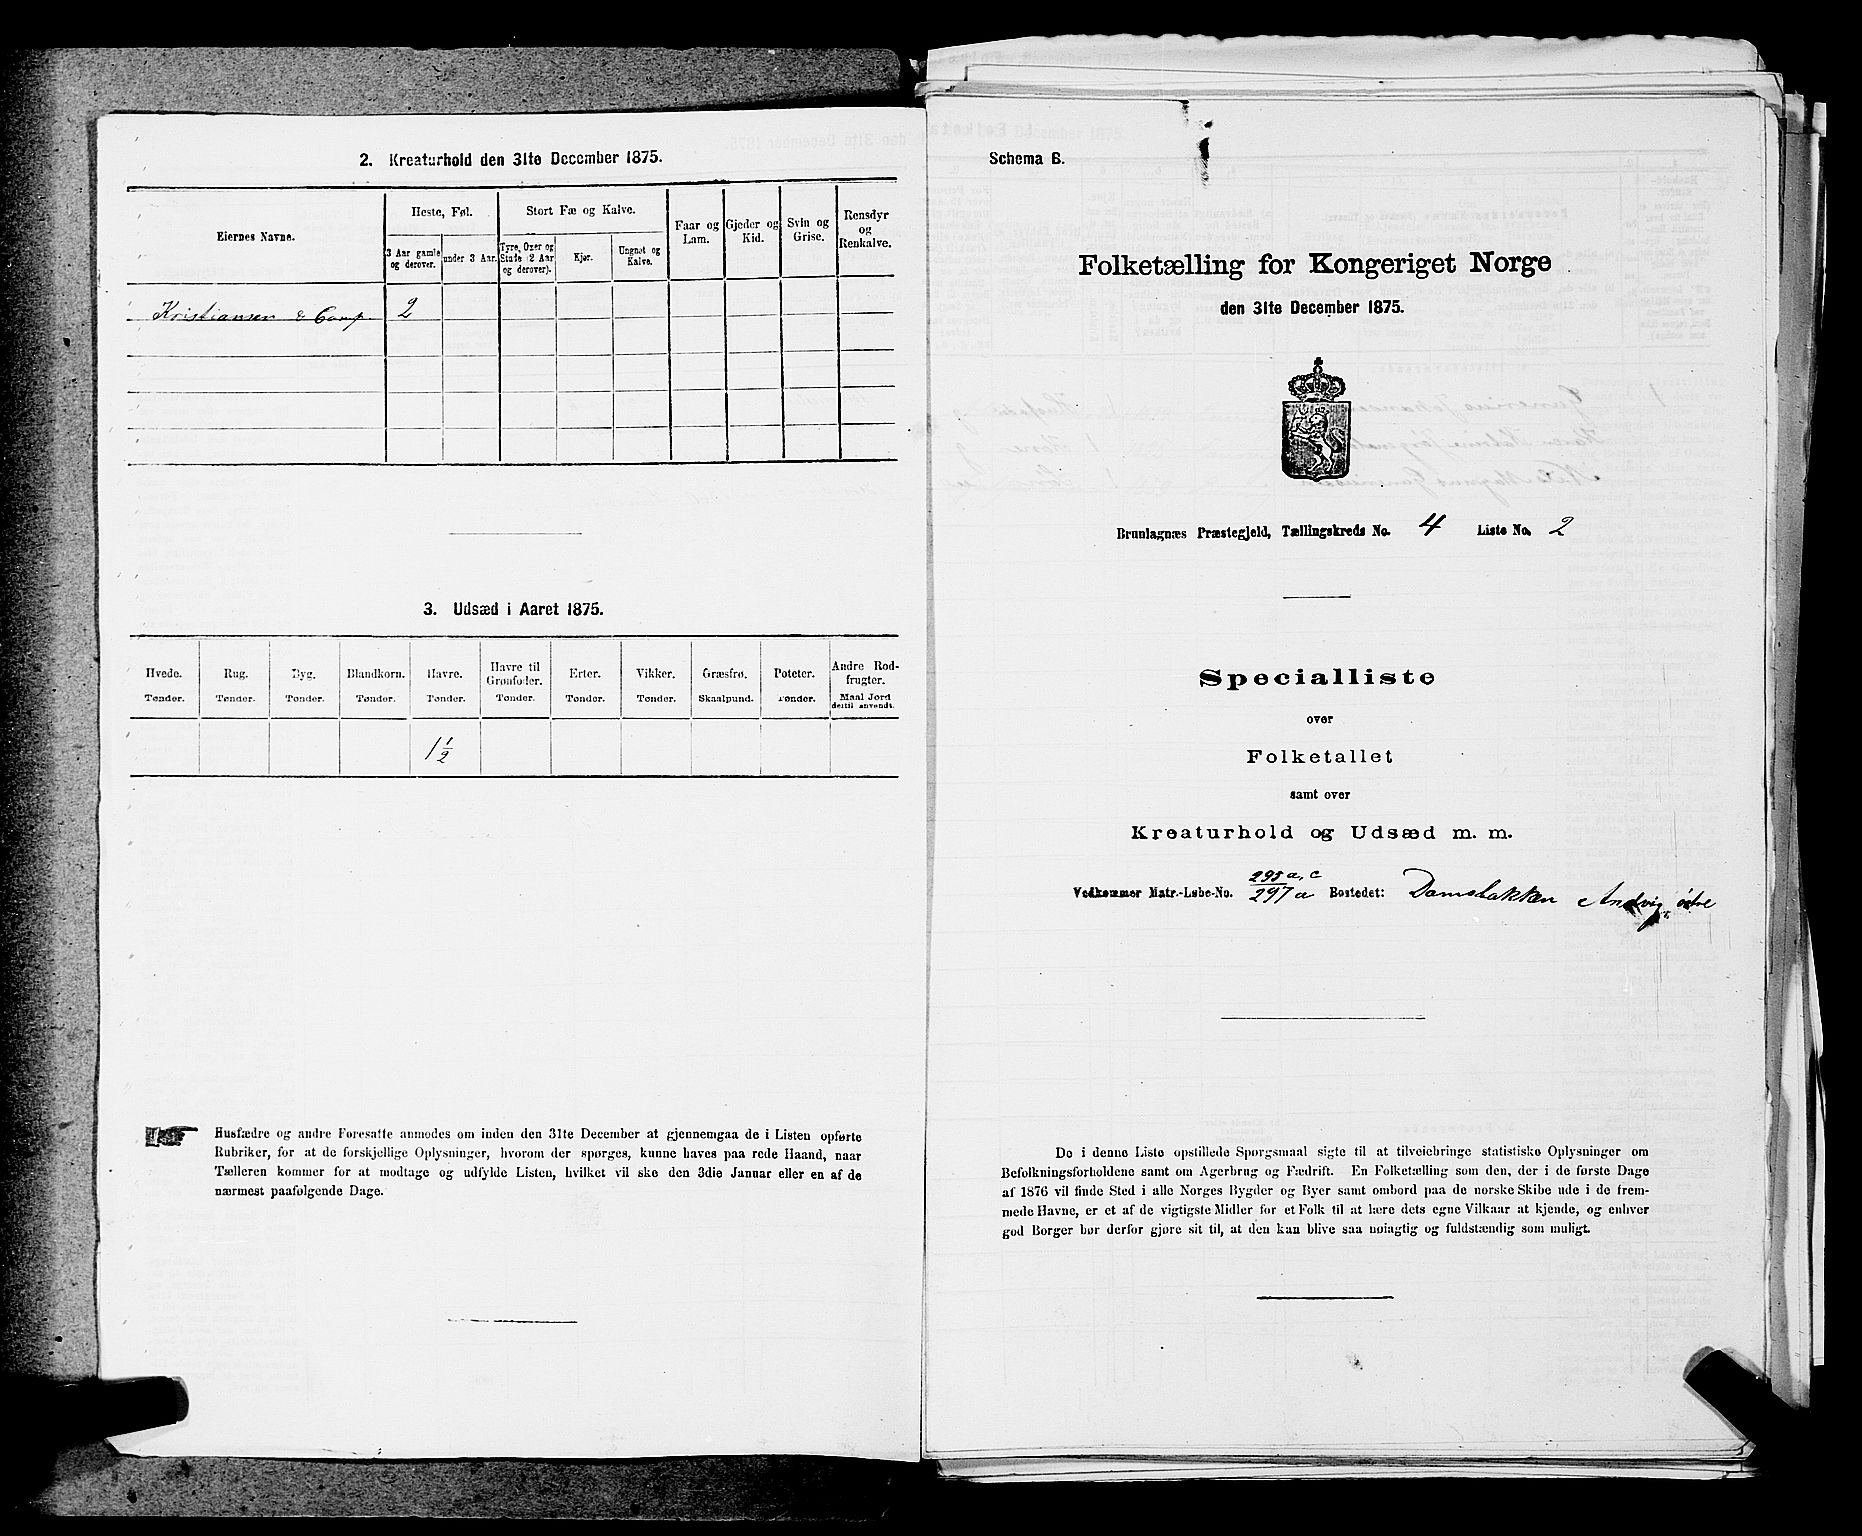 2. Kreaturhold den 31te December 1875.
Eiernes Navne.
Heste, Føl.
Stort Fæ og Kalve.
Faar og Lam.
Gjeder og Kid.
Svin og Grise.
Rensdyr og Renkalve.
3 Aar gamle og derover.
under 3 Aar.
Tyre, Oxer og Stude (2 Aar og derover).
Kjør.
Ungnøt og Kalve.
Kristiansen & Comp. 2
3. Udsæd i Aaret 1875.
Hvede. Rug. Byg. Blandkorn. Havre. Havre til Grønfoder. Erter. Vikker. Græsfrø. Poteter. Andre Rodfrugter.
Tønder. Tønder. Tønder. Tønder. Tønder. Tønder. Tønder. Tønder. Skaalpund. Tønder. Maal Jord dertil anvendt.
1 1/2
Husfædre og andre Foresatte anmodes om inden den 31te December at gjennemgaa de i Listen opførte
Rubriker, for at de forskjellige Oplysninger, hvorom der spørges, kunne haves paa rede Haand, naar
Tælleren kommer for at modtage og udfylde Listen, hvilket vil ske den 3die Januar eller en af de
nærmest paafølgende Dage.
Schema B.
Folketælling for Kongeriget Norge
den 31te December 1875.
Brunlagnæs Præstegjeld, Tællingskreds No. 4 Liste No. 2
Specialliste
over
Folketallet
samt over
Kreaturhold og Udsæd m. m.
Vedkommer Matr.-Løbe-No. 295 a, c 297 a Bostedet: Damsbakken Andvig, østre
De i denne Liste opstillede Spørgsmaal sigte til at tilveiebringe statistiske Oplysninger om
Befolkningsforholdene samt om Agerbrug og Fædrift. En Folketælling som den, der i de første Dage
af 1876 vil finde Sted i alle Norges Bygder og Byer samt ombord paa de norske Skibe ude i de frem-
mede Havne, er et af de vigtigste Midler for et Folk til at lære dets egne Vilkaar at kjende, og enhver
god Borger bør derfor gjøre sit til, at den kan blive saa nøiagtig og fuldstændig som muligt.